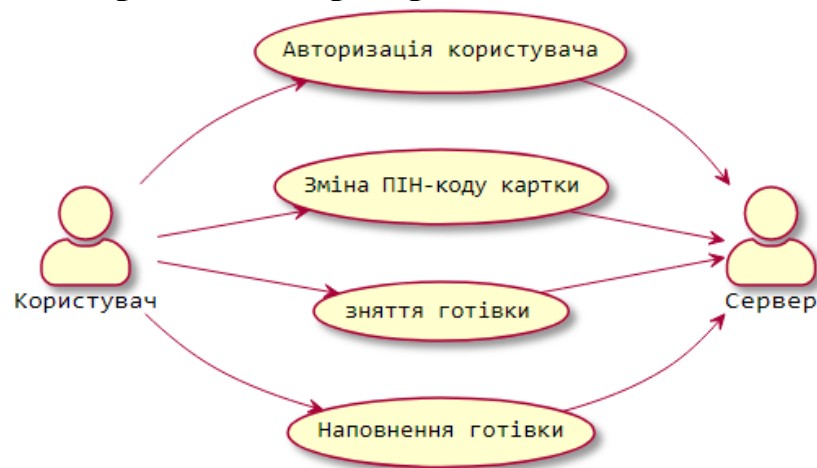 Авторизація користувача
Зміна ПІН-коду картки
Користувач
Сервер
зняття готівки
Наповнення готівки